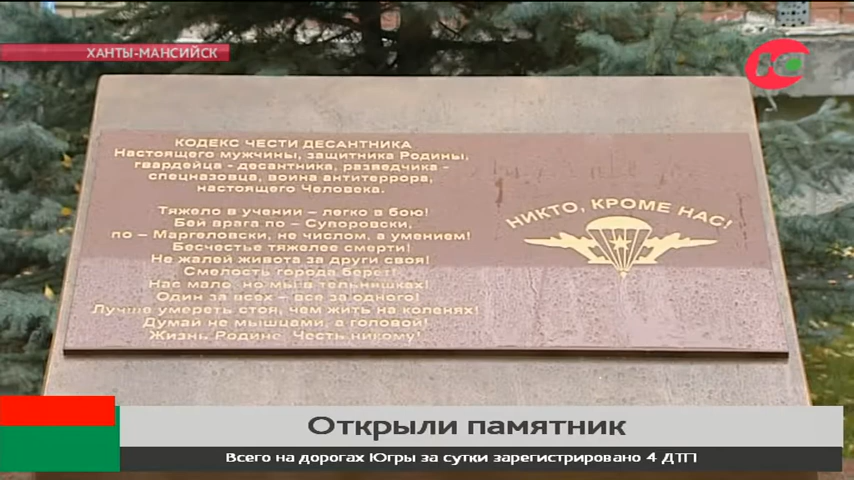 ХАНТЫ-МАНСИЙСК
КОДЕКС ЧЕСТИ ДЕСАНТНИКА
Настоящего мужчины, защитника Родины,
гвардейца - десантника, разведчика -
спецназовца, воина антитеррора,
настоящего Человека.
Тяжело в учении – легко в бою!
Бей врага по – Суворовски,
по – Маргеловски, не числом, а умением!
Бесчестье тяжелее смерти!
Не жалей живота за други своя!
Смелость города берет!
Нас мало, но мы в тельняшках!
Один за всех – все за одного!
Лучше умереть стоя, чем жить на коленях!
Думай не мышцами, а головой!
Жизнь Родине, Честь никому!
НИКТО, КРОМЕ НАС!
Открыли памятник
Всего на дорогах Югры за сутки зарегистрировано 4 ДТП